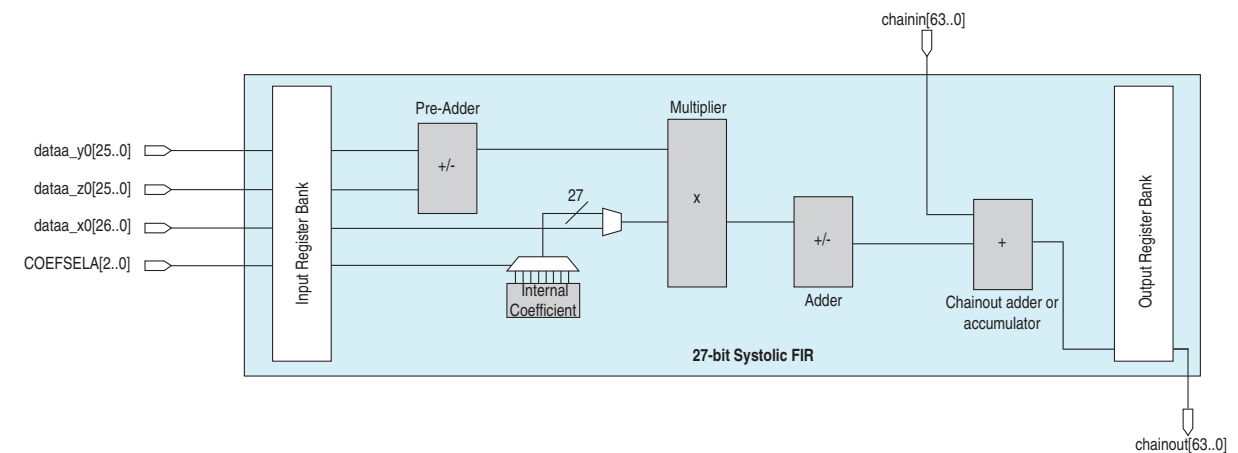 chainin[63..0]
Pre-Adder
Multiplier
dataa_y0[25..0]
+/-
dataa_z0[25..0]
27
x
dataa_x0[26..0]
Input Register Bank
Output Register Bank
COEFSELA[2..0]
+/-
+
Internal
Coefficient
Adder
Chainout adder or
accumulator
27-bit Systolic FIR
chainout[63..0]